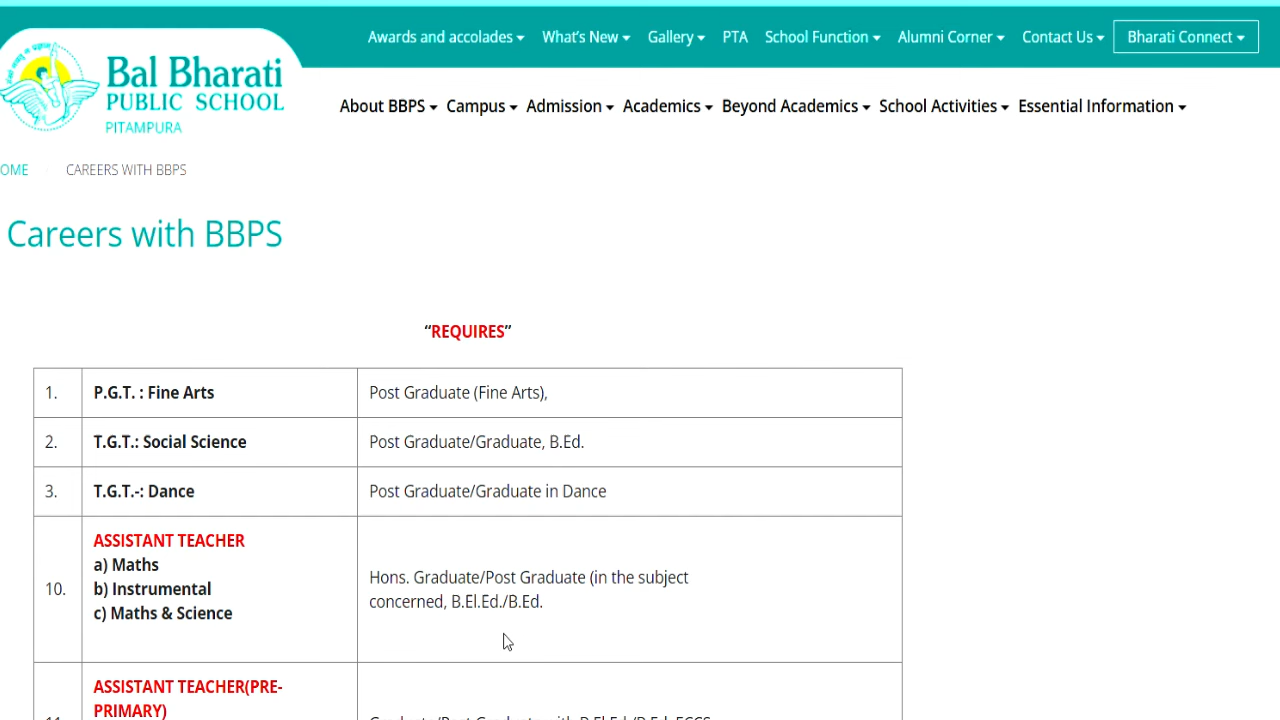 Awards and accolades What's New Gallery PTA School Function Alumni Corner Contact Us Bharati Connect
Bal Bharati
PUBLIC SCHOOL
PITAMPURA
About BBPS Campus Admission Academics Beyond Academics School Activities Essential Information
OME CAREERS WITH BBPS
Careers with BBPS
“REQUIRES”
1. P.G.T. : Fine Arts Post Graduate (Fine Arts),
2. T.G.T.: Social Science Post Graduate/Graduate, B.Ed.
3. T.G.T.-: Dance Post Graduate/Graduate in Dance
10. ASSISTANT TEACHER
a) Maths
b) Instrumental
c) Maths & Science
Hons. Graduate/Post Graduate (in the subject
concerned, B.El.Ed./B.Ed.
ASSISTANT TEACHER(PRE-
PRIMARY)